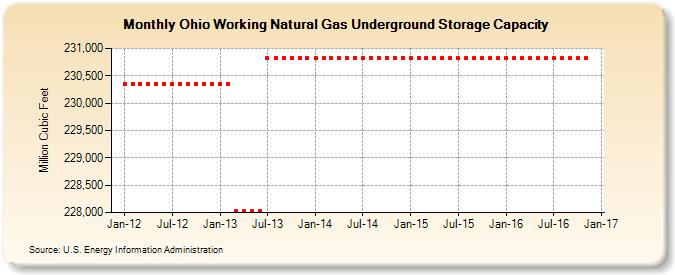 Monthly Ohio Working Natural Gas Underground Storage Capacity
Million Cubic Feet
231,000
230,500
230,000
229,500
229,000
228,500
228,000
Jan-12 Jul-12 Jan-13 Jul-13 Jan-14 Jul-14 Jan-15 Jul-15 Jan-16 Jul-16 Jan-17
Source: U.S. Energy Information Administration